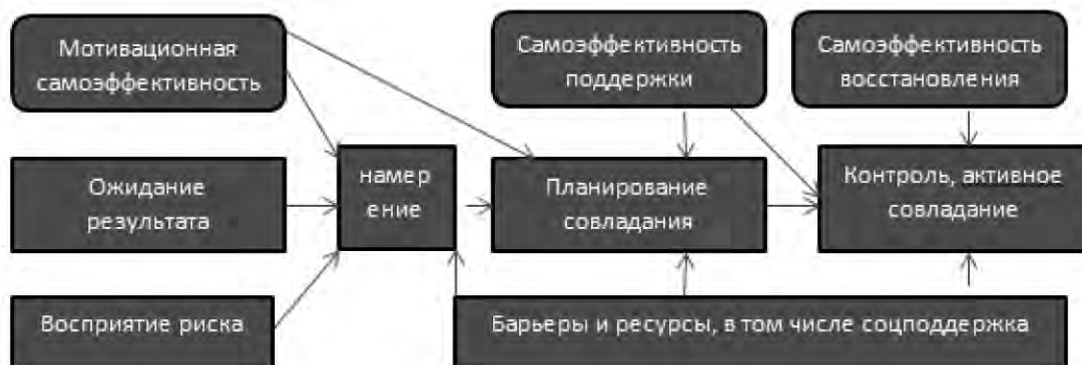 Мотивационная
самоэффективность
Самоэффективность
поддержки
Самоэффективность
восстановления
Ожидание
результата
намер
ение
Планирование
совладания
Контроль, активное
совладание
Восприятие риска
Барьеры и ресурсы, в том числе соцподдержка